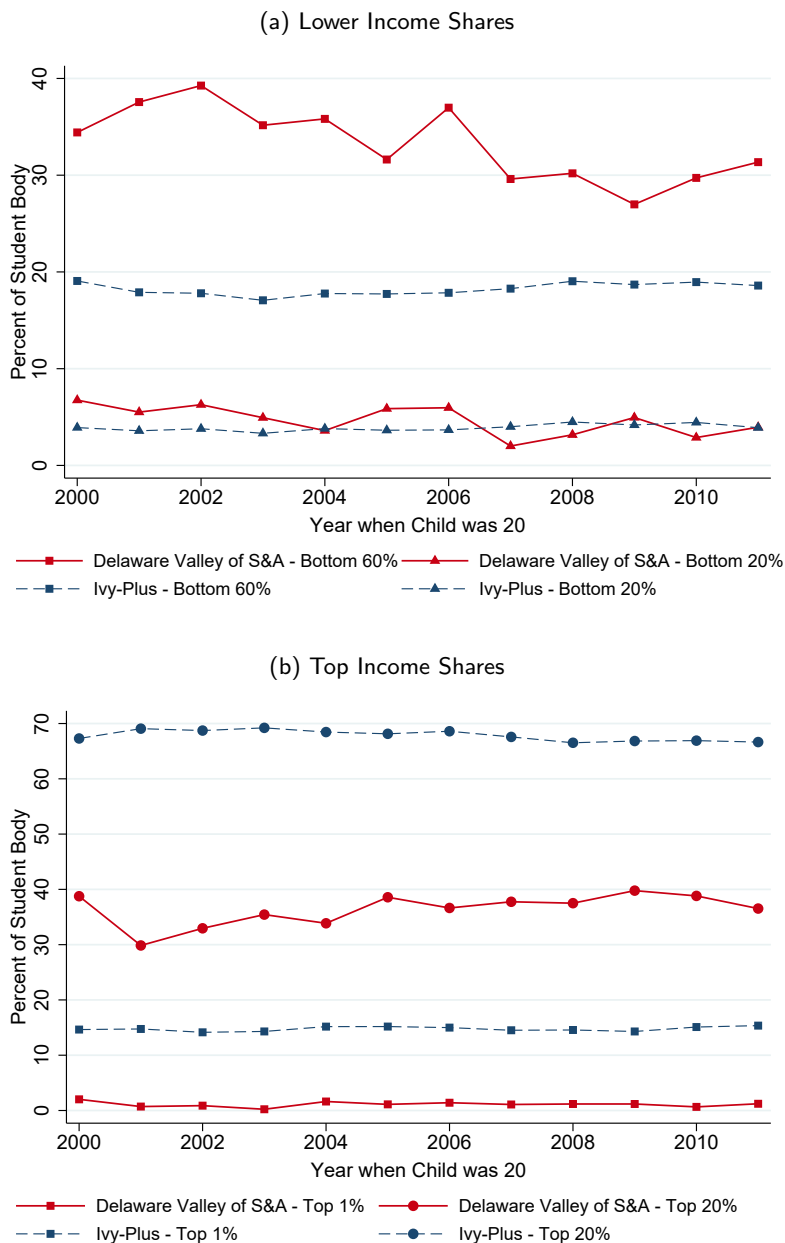 (a) Lower Income Shares
Percent of Student Body
40
30
20
10
0
2000 2002 2004 2006 2008 2010
Year when Child was 20
Delaware Valley of S&A - Bottom 60% Delaware Valley of S&A - Bottom 20%
Ivy-Plus - Bottom 60% Ivy-Plus - Bottom 20%
(b) Top Income Shares
Percent of Student Body
70
60
50
40
30
20
10
0
2000 2002 2004 2006 2008 2010
Year when Child was 20
Delaware Valley of S&A - Top 1% Delaware Valley of S&A - Top 20%
Ivy-Plus - Top 1% Ivy-Plus - Top 20%